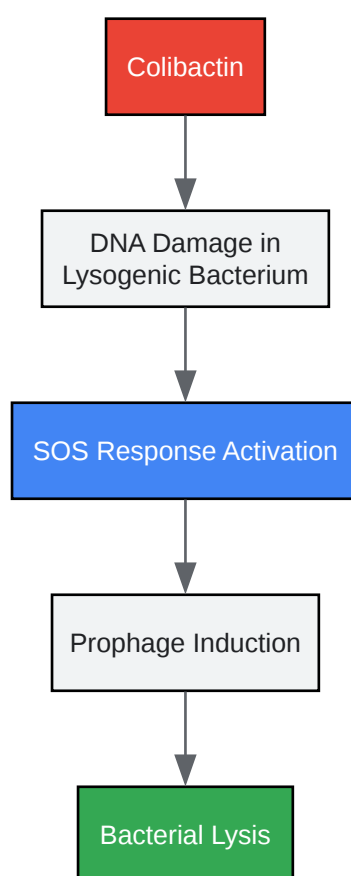 Colibactin
DNA Damage in
Lysogenic Bacterium
SOS Response Activation
Prophage Induction
Bacterial Lysis